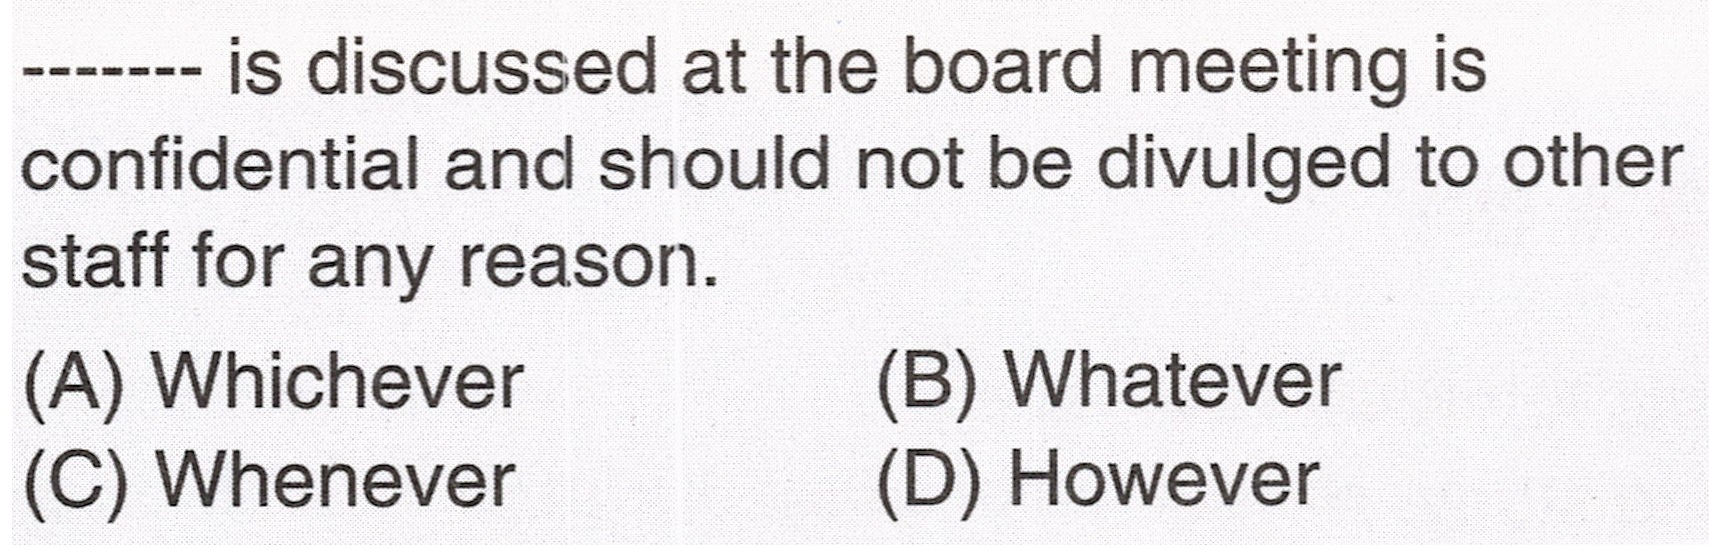 ------- is discussed at the board meeting is
confidential and should not be divulged to other
staff for any reason.
(A) Whichever (B) Whatever
(C) Whenever (D) However